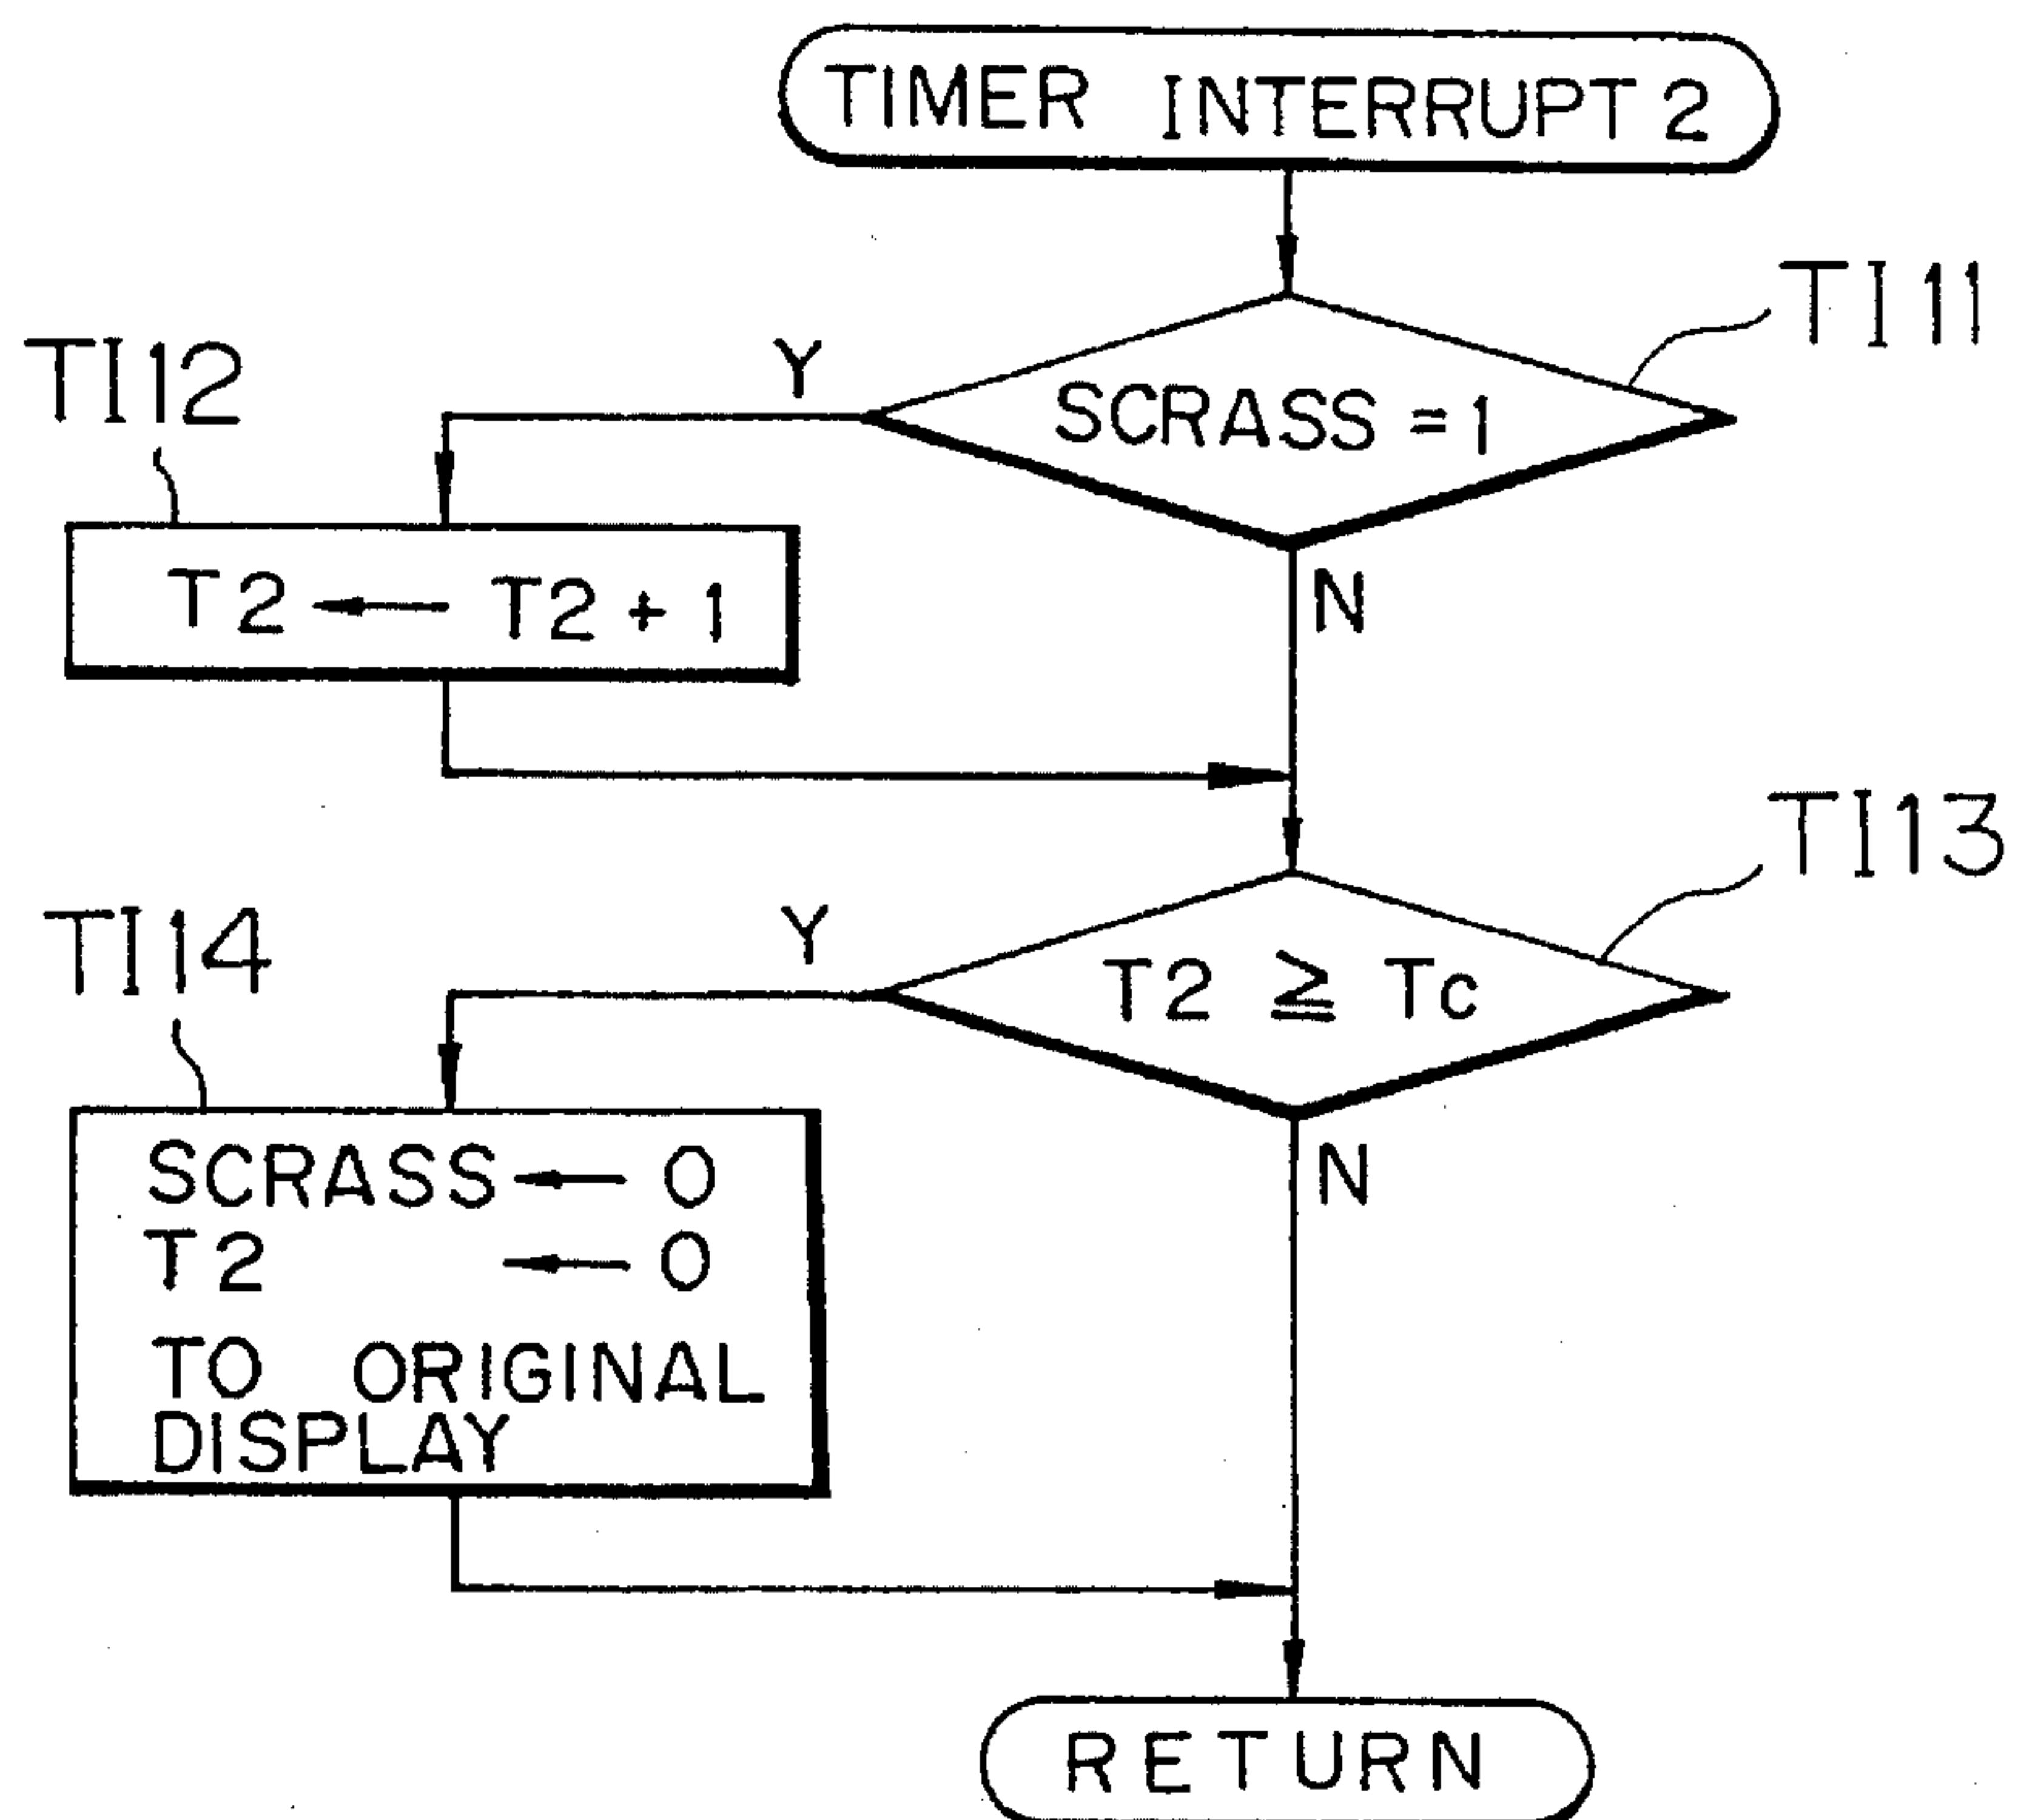 TIMER INTERRUPT 2
TI11
SCRASS = 1
Y
N
TI12
T2 ← T2 + 1
TI13
T2 ≧ Tc
Y
N
TI14
SCRASS ← 0
T2 ← 0
TO ORIGINAL
DISPLAY
RETURN